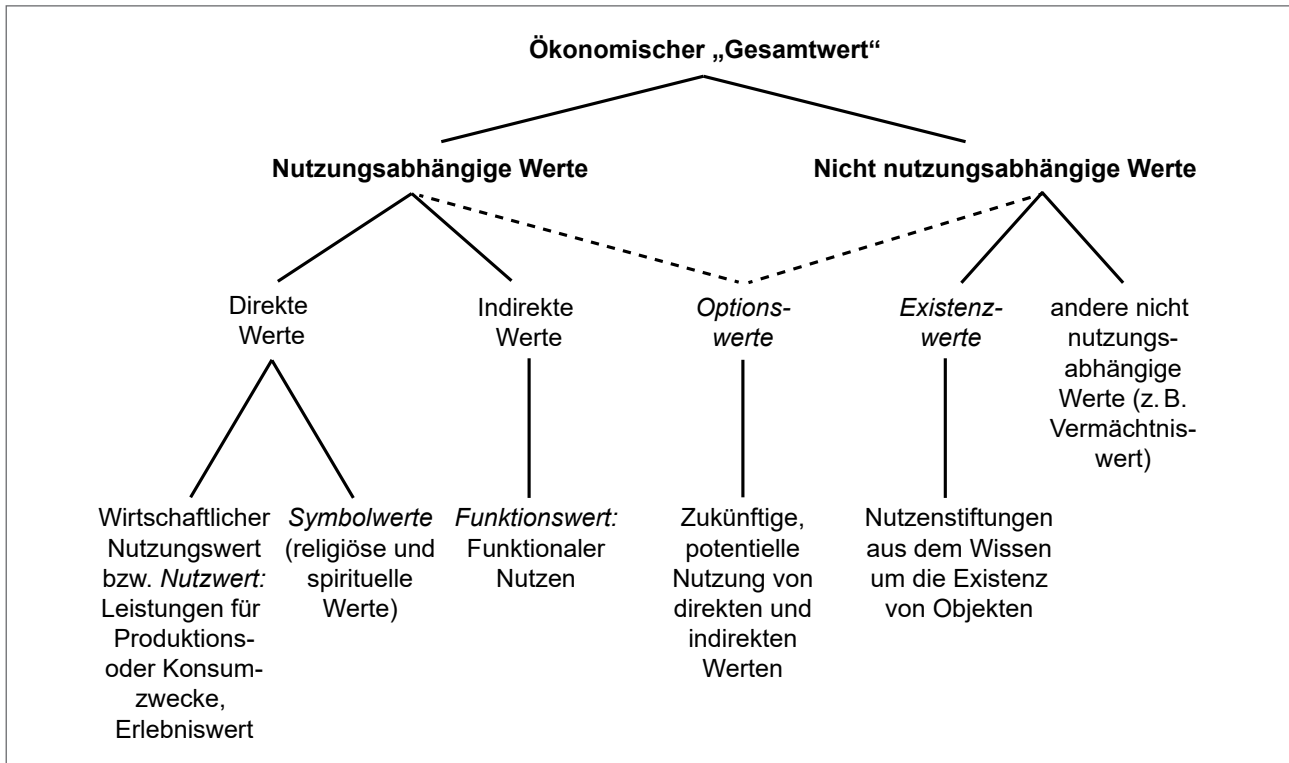 Ökonomischer „Gesamtwert“
Nutzungsabhängige Werte
Nicht nutzungsabhängige Werte
Direkte
Werte
Indirekte
Werte
Options-
werte
Existenz-
werte
andere nicht
nutzungs-
abhängige
Werte (z. B.
Vermächtnis-
wert)
Wirtschaftlicher
Nutzungswert
bzw. Nutzwert:
Leistungen für
Produktions-
oder Konsum-
zwecke,
Erlebniswert
Symbolwerte
(religiöse und
spirituelle
Werte)
Funktionswert:
Funktionaler
Nutzen
Zukünftige,
potentielle
Nutzung von
direkten und
indirekten
Werten
Nutzenstiftungen
aus dem Wissen
um die Existenz
von Objekten